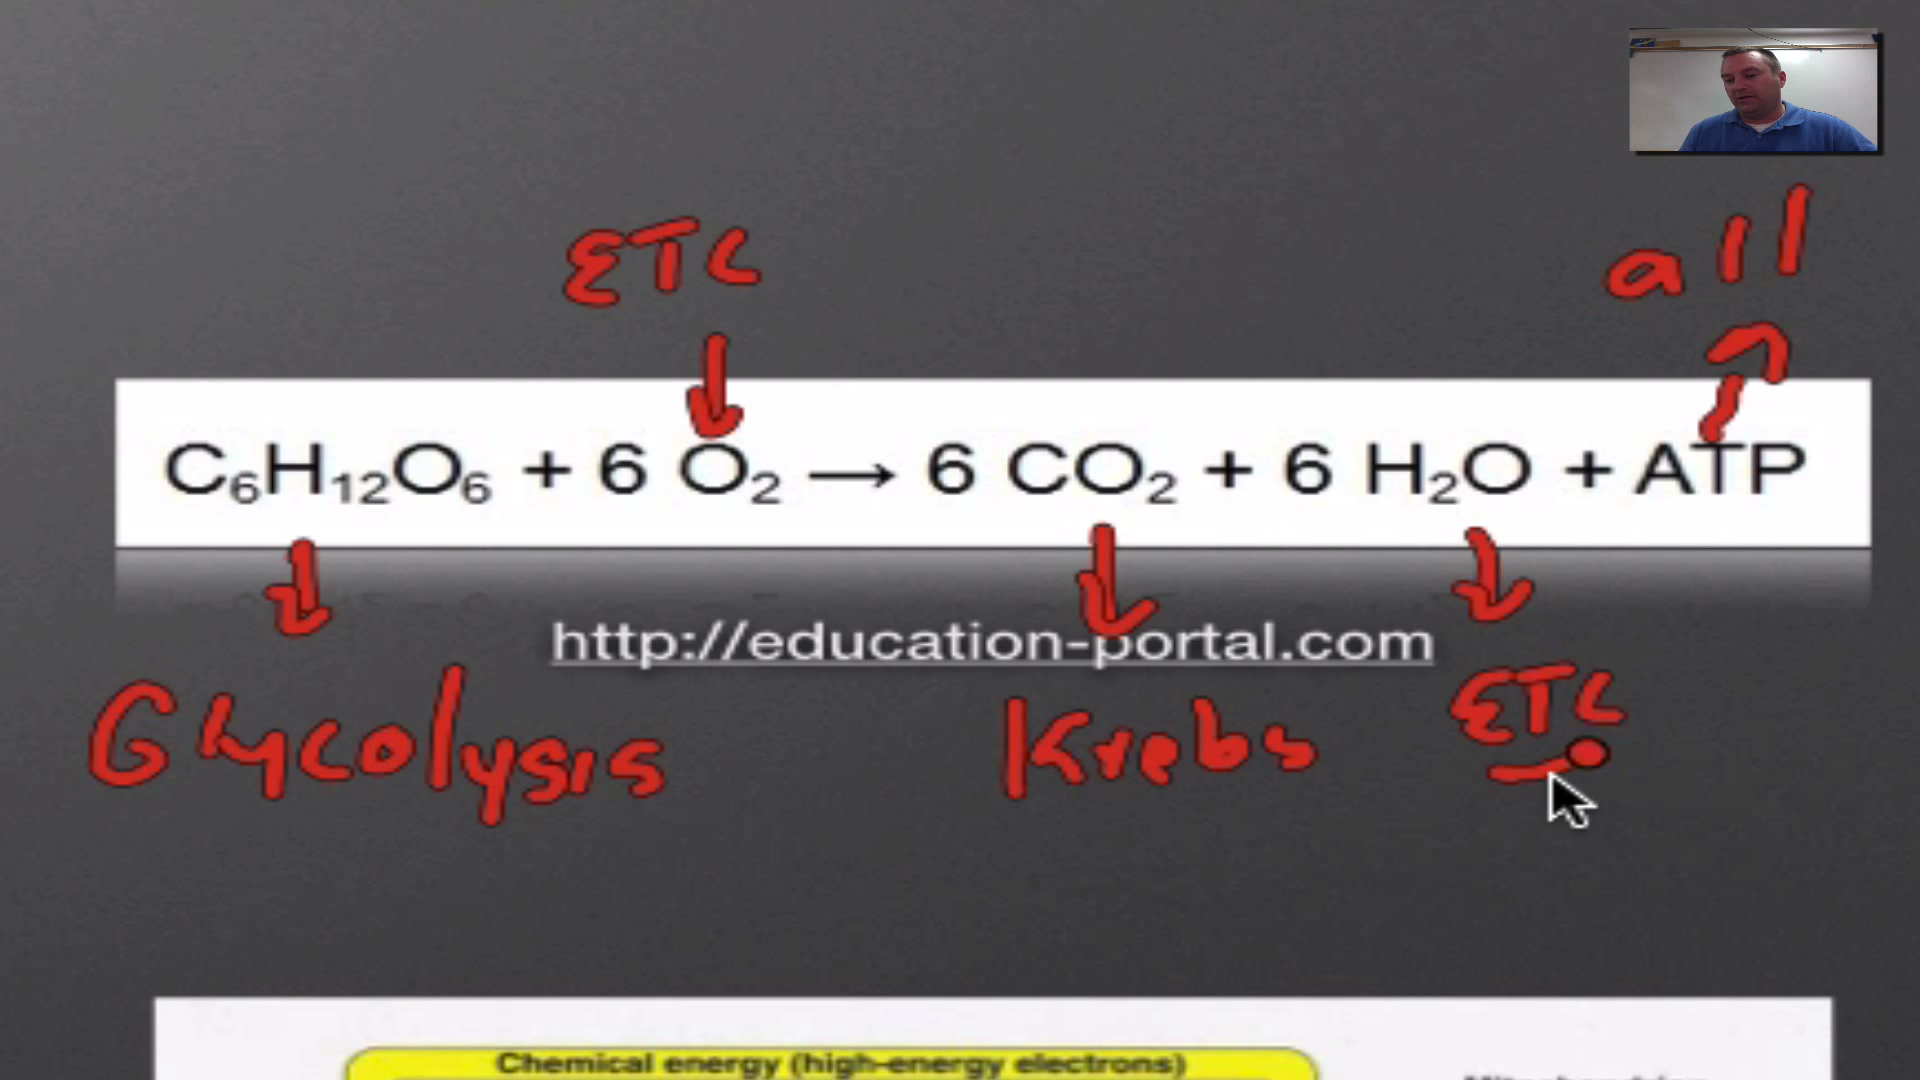 ETC
all
C₆H₁₂O₆ + 6 O₂ → 6 CO₂ + 6 H₂O + ATP
http://education-portal.com
Glycolysis
Krebs
ETC
Chemical energy (high-energy electrons)